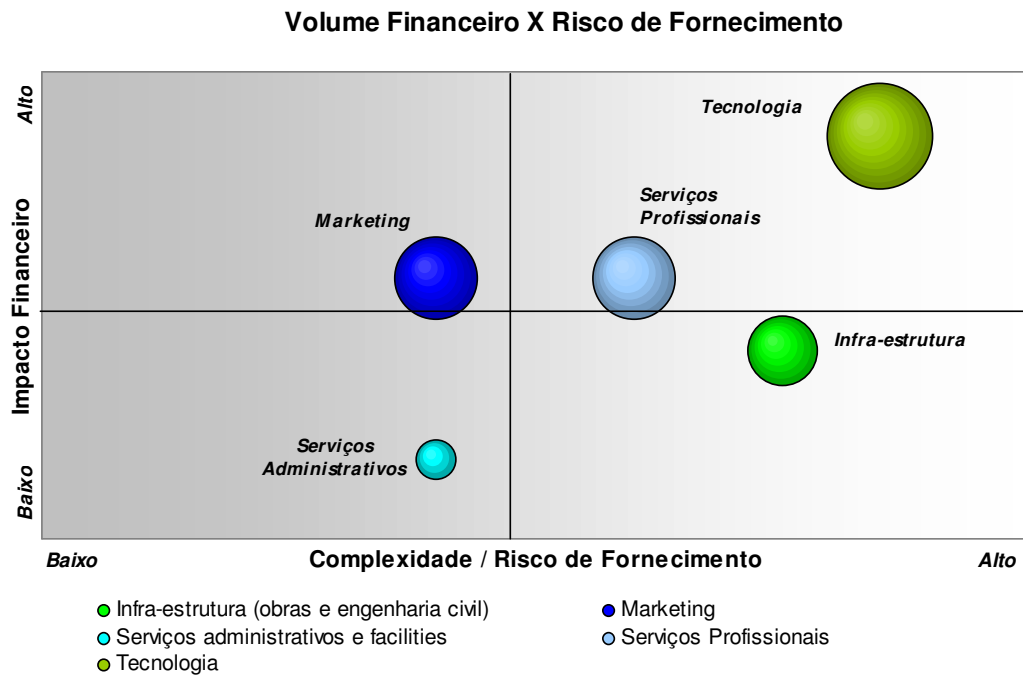 Volume Financeiro X Risco de Fornecimento
Alto
Impacto Financeiro
Baixo
Tecnologia
Serviços
Profissionais
Marketing
Infra-estrutura
Serviços
Administrativos
Baixo
Complexidade / Risco de Fornecimento
Alto
Infra-estrutura (obras e engenharia civil)
Marketing
Serviços administrativos e facilities
Serviços Profissionais
Tecnologia